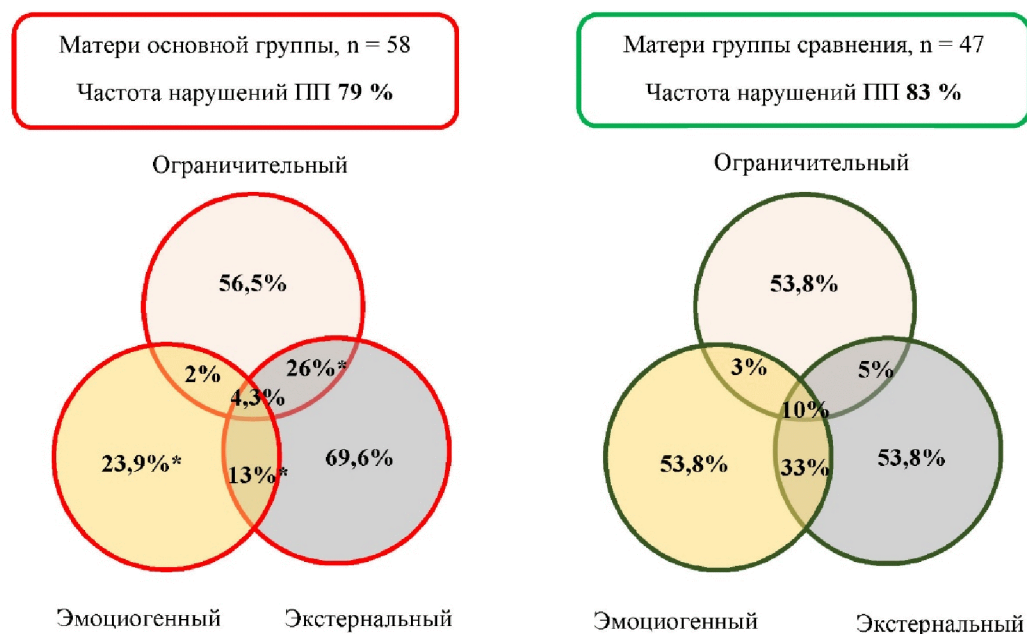 Матери основной группы, n = 58
Частота нарушений ПП 79 %
Ограничительный
56,5%
2%
26%*
4,3%
23,9%*
13%*
69,6%
Эмоциогенный
Экстернальный
Матери группы сравнения, n = 47
Частота нарушений ПП 83 %
Ограничительный
53,8%
3%
5%
10%
53,8%
33%
53,8%
Эмоциогенный
Экстернальный